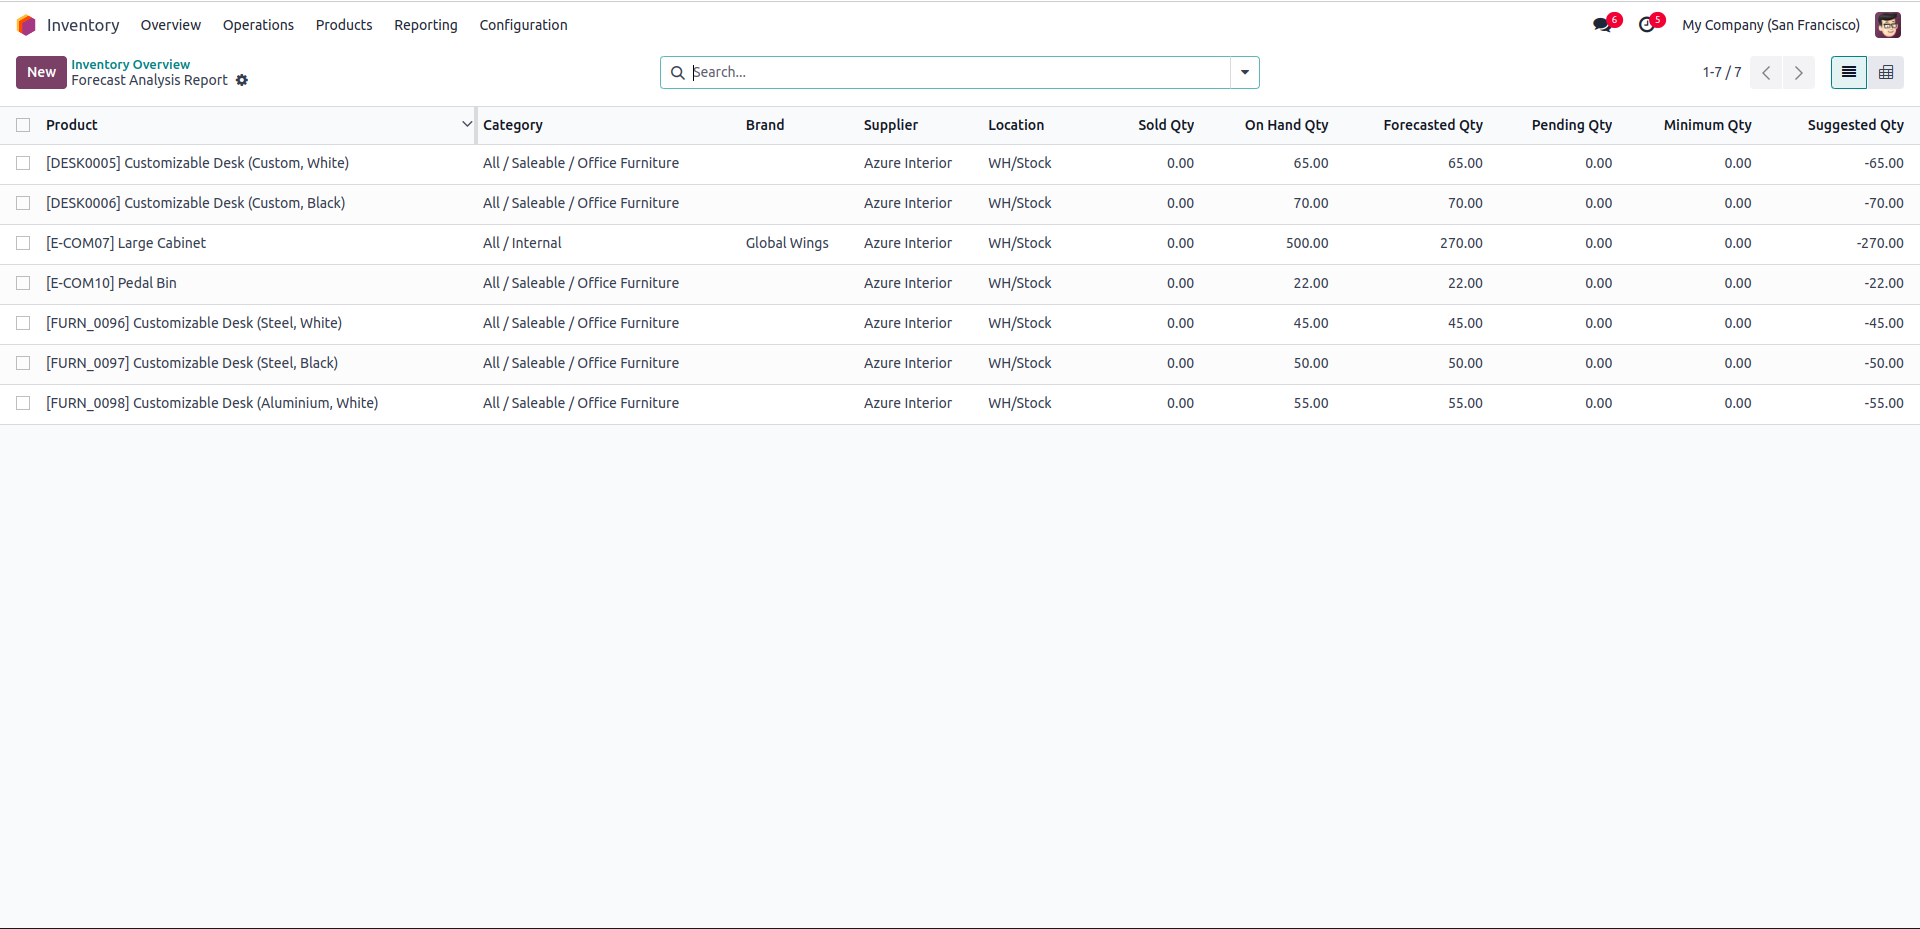 Inventory Overview Operations Products Reporting Configuration 6 5 My Company (San Francisco)
New Inventory Overview
Forecast Analysis Report Search... 1-7 / 7
Product Category Brand Supplier Location Sold Qty On Hand Qty Forecasted Qty Pending Qty Minimum Qty Suggested Qty
[DESK0005] Customizable Desk (Custom, White) All / Saleable / Office Furniture Azure Interior WH/Stock 0.00 65.00 65.00 0.00 0.00 -65.00
[DESK0006] Customizable Desk (Custom, Black) All / Saleable / Office Furniture Azure Interior WH/Stock 0.00 70.00 70.00 0.00 0.00 -70.00
[E-COM07] Large Cabinet All / Internal Global Wings Azure Interior WH/Stock 0.00 500.00 270.00 0.00 0.00 -270.00
[E-COM10] Pedal Bin All / Saleable / Office Furniture Azure Interior WH/Stock 0.00 22.00 22.00 0.00 0.00 -22.00
[FURN_0096] Customizable Desk (Steel, White) All / Saleable / Office Furniture Azure Interior WH/Stock 0.00 45.00 45.00 0.00 0.00 -45.00
[FURN_0097] Customizable Desk (Steel, Black) All / Saleable / Office Furniture Azure Interior WH/Stock 0.00 50.00 50.00 0.00 0.00 -50.00
[FURN_0098] Customizable Desk (Aluminium, White) All / Saleable / Office Furniture Azure Interior WH/Stock 0.00 55.00 55.00 0.00 0.00 -55.00